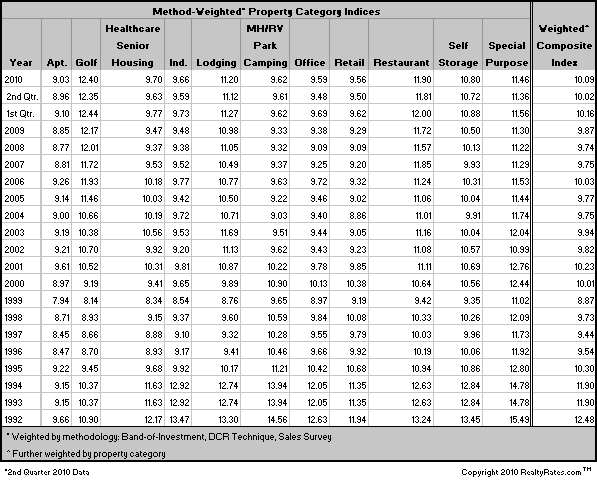 Method-Weighted* Property Category Indices
Year Apt. Golf Healthcare Senior Housing Ind. Lodging MH/RV Park Camping Office Retail Restaurant Self Storage Special Purpose Weighted^ Composite Index
2010 9.03 12.40 9.70 9.66 11.20 9.62 9.59 9.56 11.90 10.80 11.46 10.09
2nd Qtr. 8.96 12.35 9.63 9.59 11.12 9.61 9.48 9.50 11.81 10.72 11.36 10.02
1st Qtr. 9.10 12.44 9.77 9.73 11.27 9.62 9.69 9.62 12.00 10.88 11.56 10.16
2009 8.85 12.17 9.47 9.48 10.98 9.33 9.38 9.29 11.72 10.50 11.30 9.87
2008 8.77 12.01 9.37 9.38 11.05 9.32 9.09 9.09 11.57 10.13 11.22 9.74
2007 8.81 11.72 9.53 9.52 10.49 9.37 9.25 9.20 11.85 9.93 11.29 9.75
2006 9.26 11.93 10.18 9.77 10.77 9.63 9.72 9.32 11.24 10.31 11.53 10.03
2005 9.14 11.46 10.03 9.42 10.50 9.22 9.46 9.02 11.06 10.04 11.44 9.77
2004 9.00 10.66 10.19 9.72 10.71 9.03 9.40 8.86 11.01 9.91 11.74 9.75
2003 9.19 10.38 10.56 9.53 11.69 9.51 9.44 9.05 11.16 10.04 12.04 9.94
2002 9.21 10.70 9.92 9.20 11.13 9.62 9.43 9.23 11.08 10.57 10.99 9.82
2001 9.61 10.52 10.31 9.81 10.87 10.22 9.78 9.85 11.11 10.69 12.76 10.23
2000 8.97 9.19 9.41 9.65 9.89 10.90 10.13 10.38 10.64 10.56 12.44 10.01
1999 7.94 8.14 8.34 8.54 8.76 9.65 8.97 9.19 9.42 9.35 11.02 8.87
1998 8.71 8.93 9.15 9.37 9.60 10.59 9.84 10.08 10.33 10.26 12.09 9.73
1997 8.45 8.66 8.88 9.10 9.32 10.28 9.55 9.79 10.03 9.96 11.73 9.44
1996 8.47 8.70 8.93 9.17 9.41 10.46 9.66 9.92 10.19 10.06 11.92 9.54
1995 9.22 9.45 9.68 9.92 10.17 11.21 10.42 10.68 10.94 10.86 12.80 10.30
1994 9.15 10.37 11.63 12.92 12.74 13.94 12.05 11.35 12.63 12.84 14.78 11.90
1993 9.15 10.37 11.63 12.92 12.74 13.94 12.05 11.35 12.63 12.84 14.78 11.90
1992 9.66 10.90 12.17 13.47 13.30 14.56 12.63 11.94 13.24 13.45 15.49 12.48
* Weighted by methodology: Band-of-Investment, DCR Technique, Sales Survey
^ Further weighted by property category
*2nd Quarter 2010 Data Copyright 2010 RealtyRates.com™